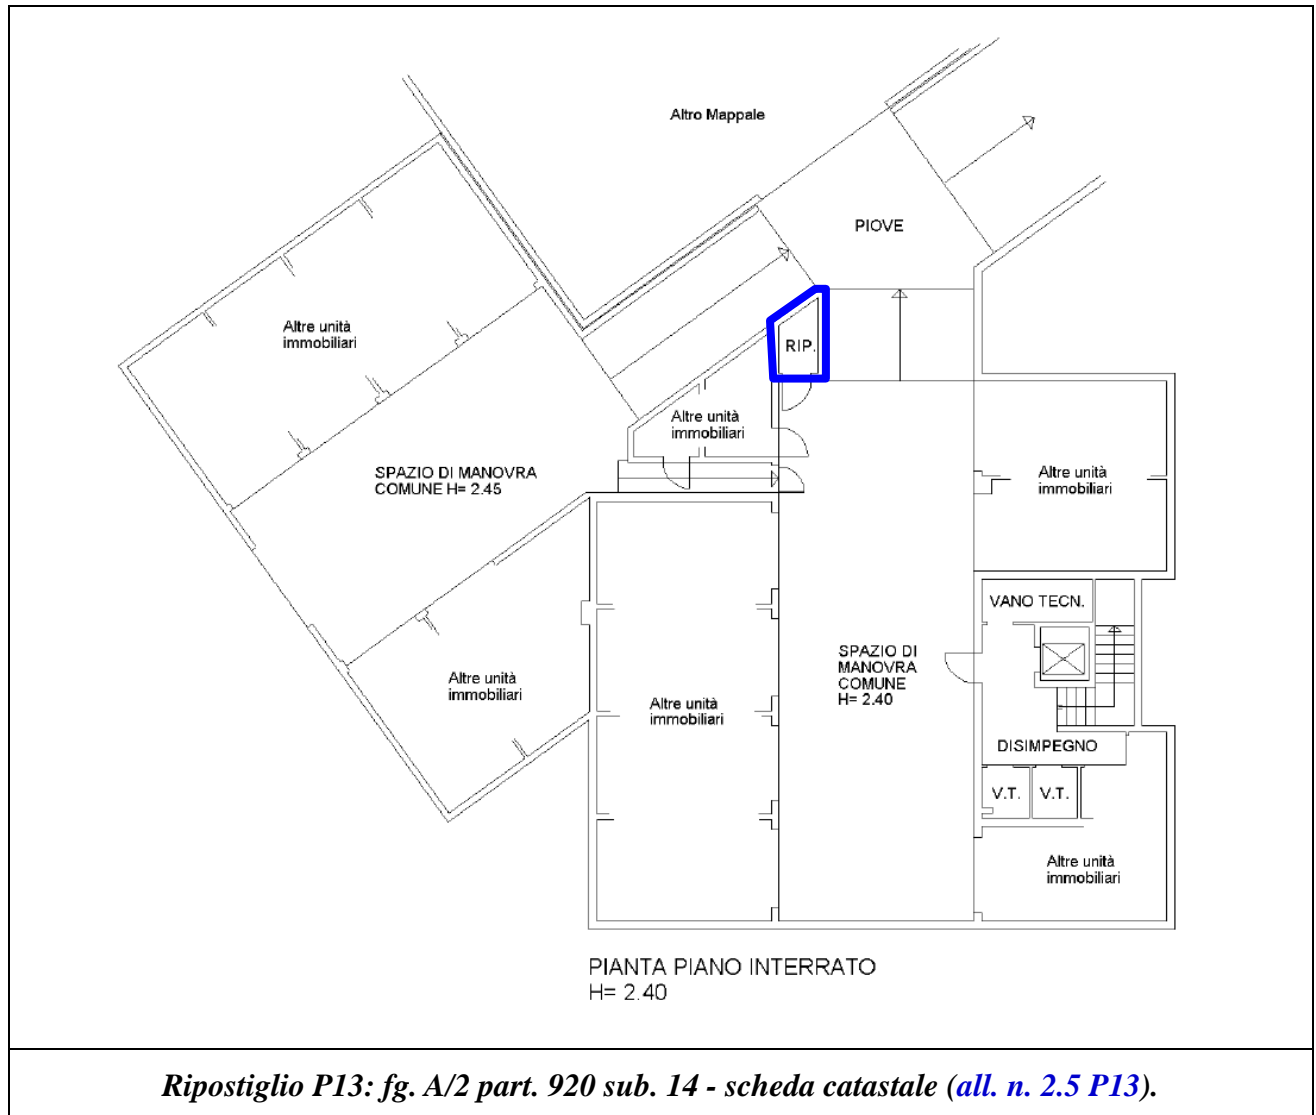 Altro Mappale
PIOVE
Altre unità
immobiliari
RIP.
Altre unità
immobiliari
SPAZIO DI MANOVRA
COMUNE H= 2.45
Altre unità
immobiliari
VANO TECN.
SPAZIO DI
MANOVRA
COMUNE
H= 2.40
Altre unità
immobiliari
Altre unità
immobiliari
DISIMPEGNO
V.T.
V.T.
Altre unità
immobiliari
PIANTA PIANO INTERRATO
H= 2.40
Ripostiglio P13: fg. A/2 part. 920 sub. 14 - scheda catastale (all. n. 2.5 P13).